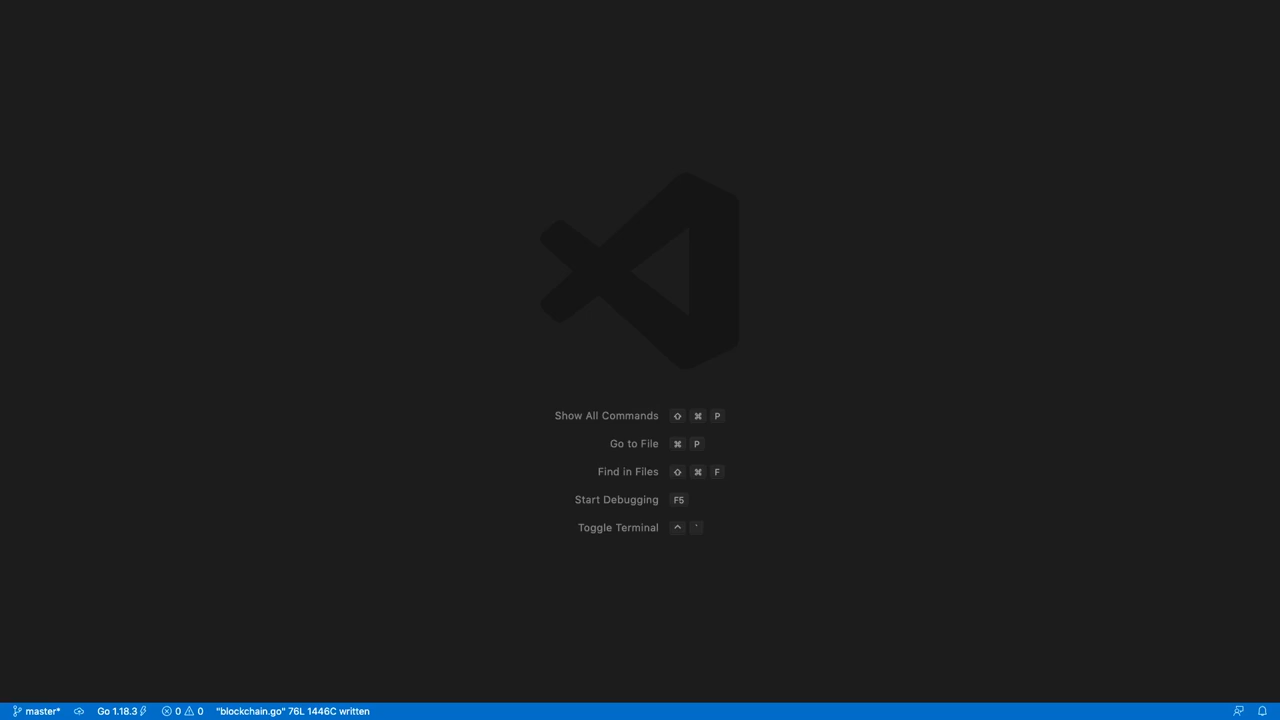 Show All Commands ⇧ ⌘ P
Go to File ⌘ P
Find in Files ⇧ ⌘ F
Start Debugging F5
Toggle Terminal ^ `
master* Go 1.18.3 0 0 "blockchain.go" 76L 1446C written